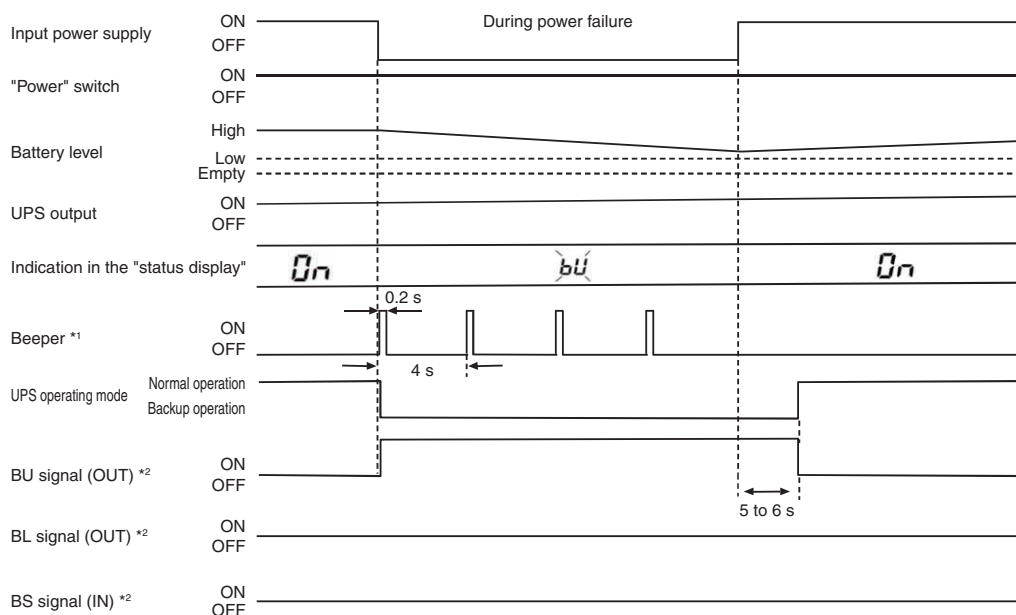 Input power supply ON OFF During power failure
"Power" switch ON OFF
Battery level High Low Empty
UPS output ON OFF
Indication in the "status display" On bU On
0.2 s
Beeper *1 ON OFF
4 s
UPS operating mode Normal operation Backup operation
BU signal (OUT) *2 ON OFF
5 to 6 s
BL signal (OUT) *2 ON OFF
BS signal (IN) *2 ON OFF